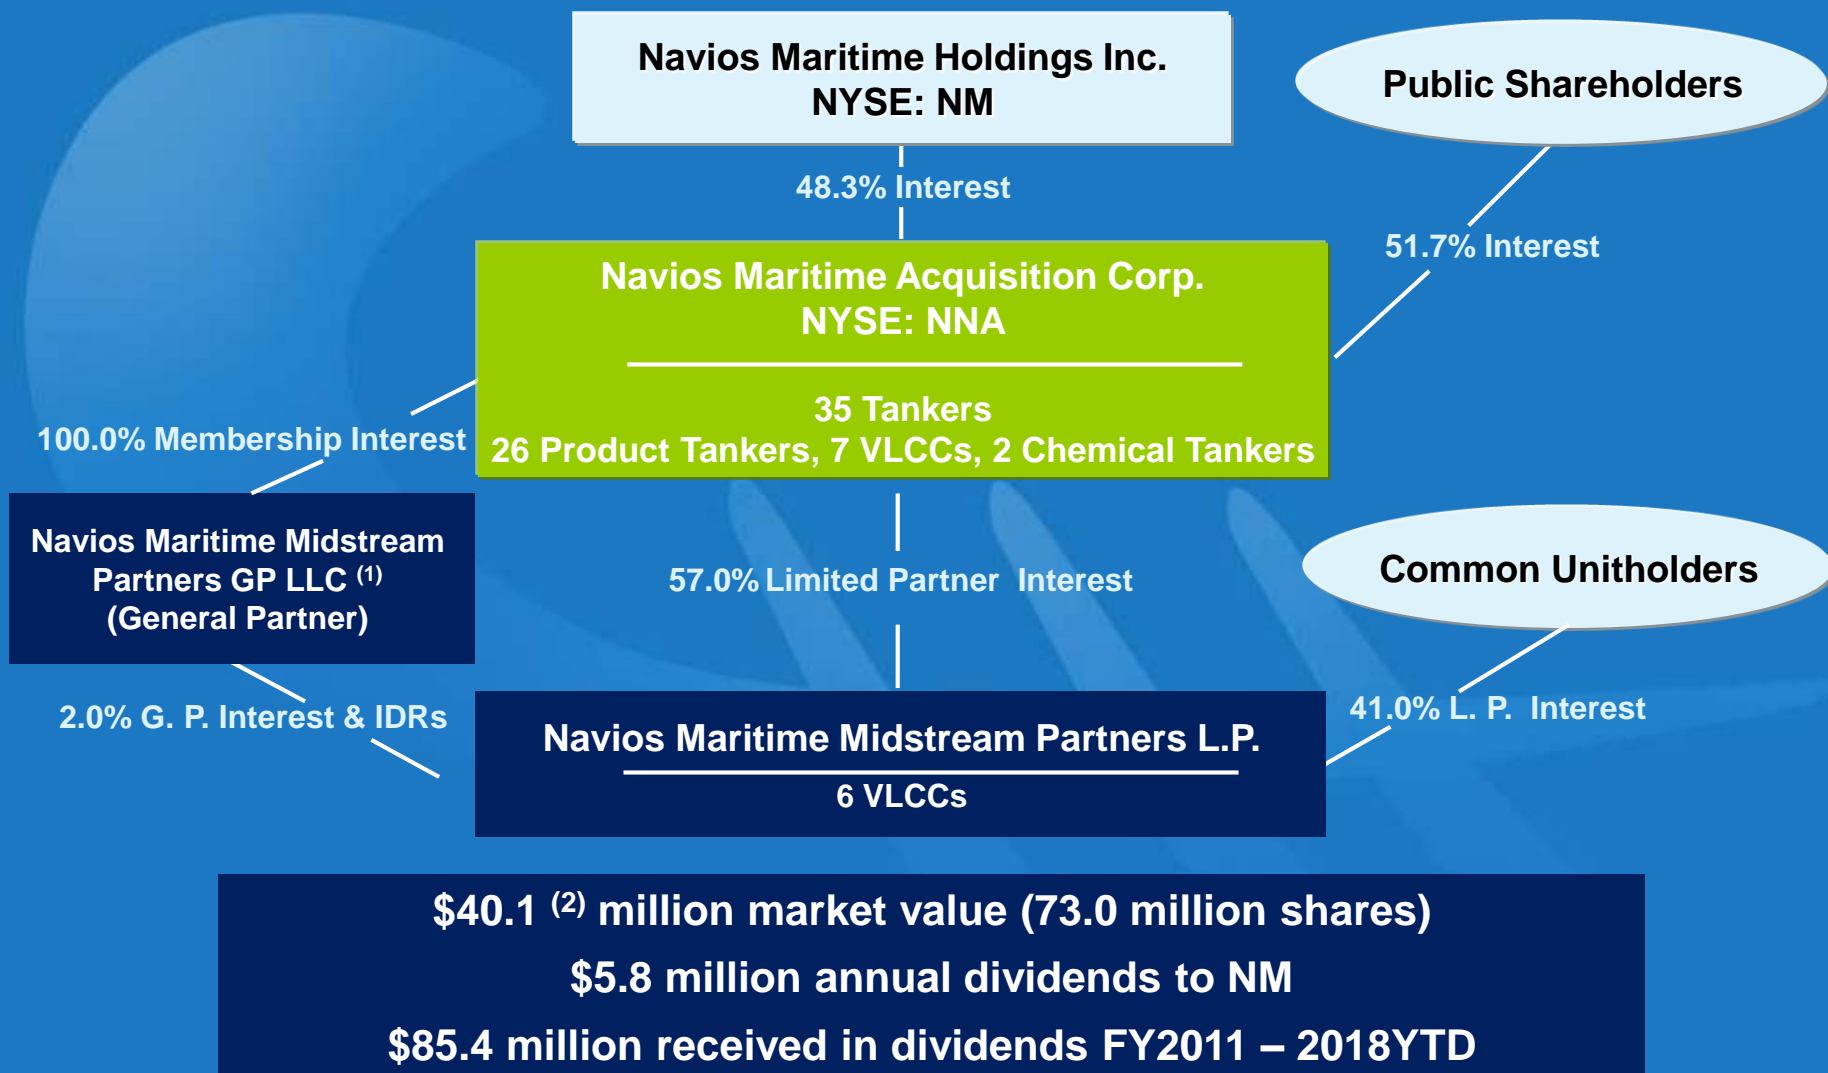 Navios Maritime Holdings Inc.
NYSE: NM
Public Shareholders
48.3% Interest
51.7% Interest
Navios Maritime Acquisition Corp.
NYSE: NNA
35 Tankers
26 Product Tankers, 7 VLCCs, 2 Chemical Tankers
100.0% Membership Interest
Navios Maritime Midstream
Partners GP LLC (1)
(General Partner)
57.0% Limited Partner Interest
Common Unitholders
2.0% G. P. Interest & IDRs
41.0% L. P. Interest
Navios Maritime Midstream Partners L.P.
6 VLCCs
$40.1 (2) million market value (73.0 million shares)
$5.8 million annual dividends to NM
$85.4 million received in dividends FY2011 – 2018YTD